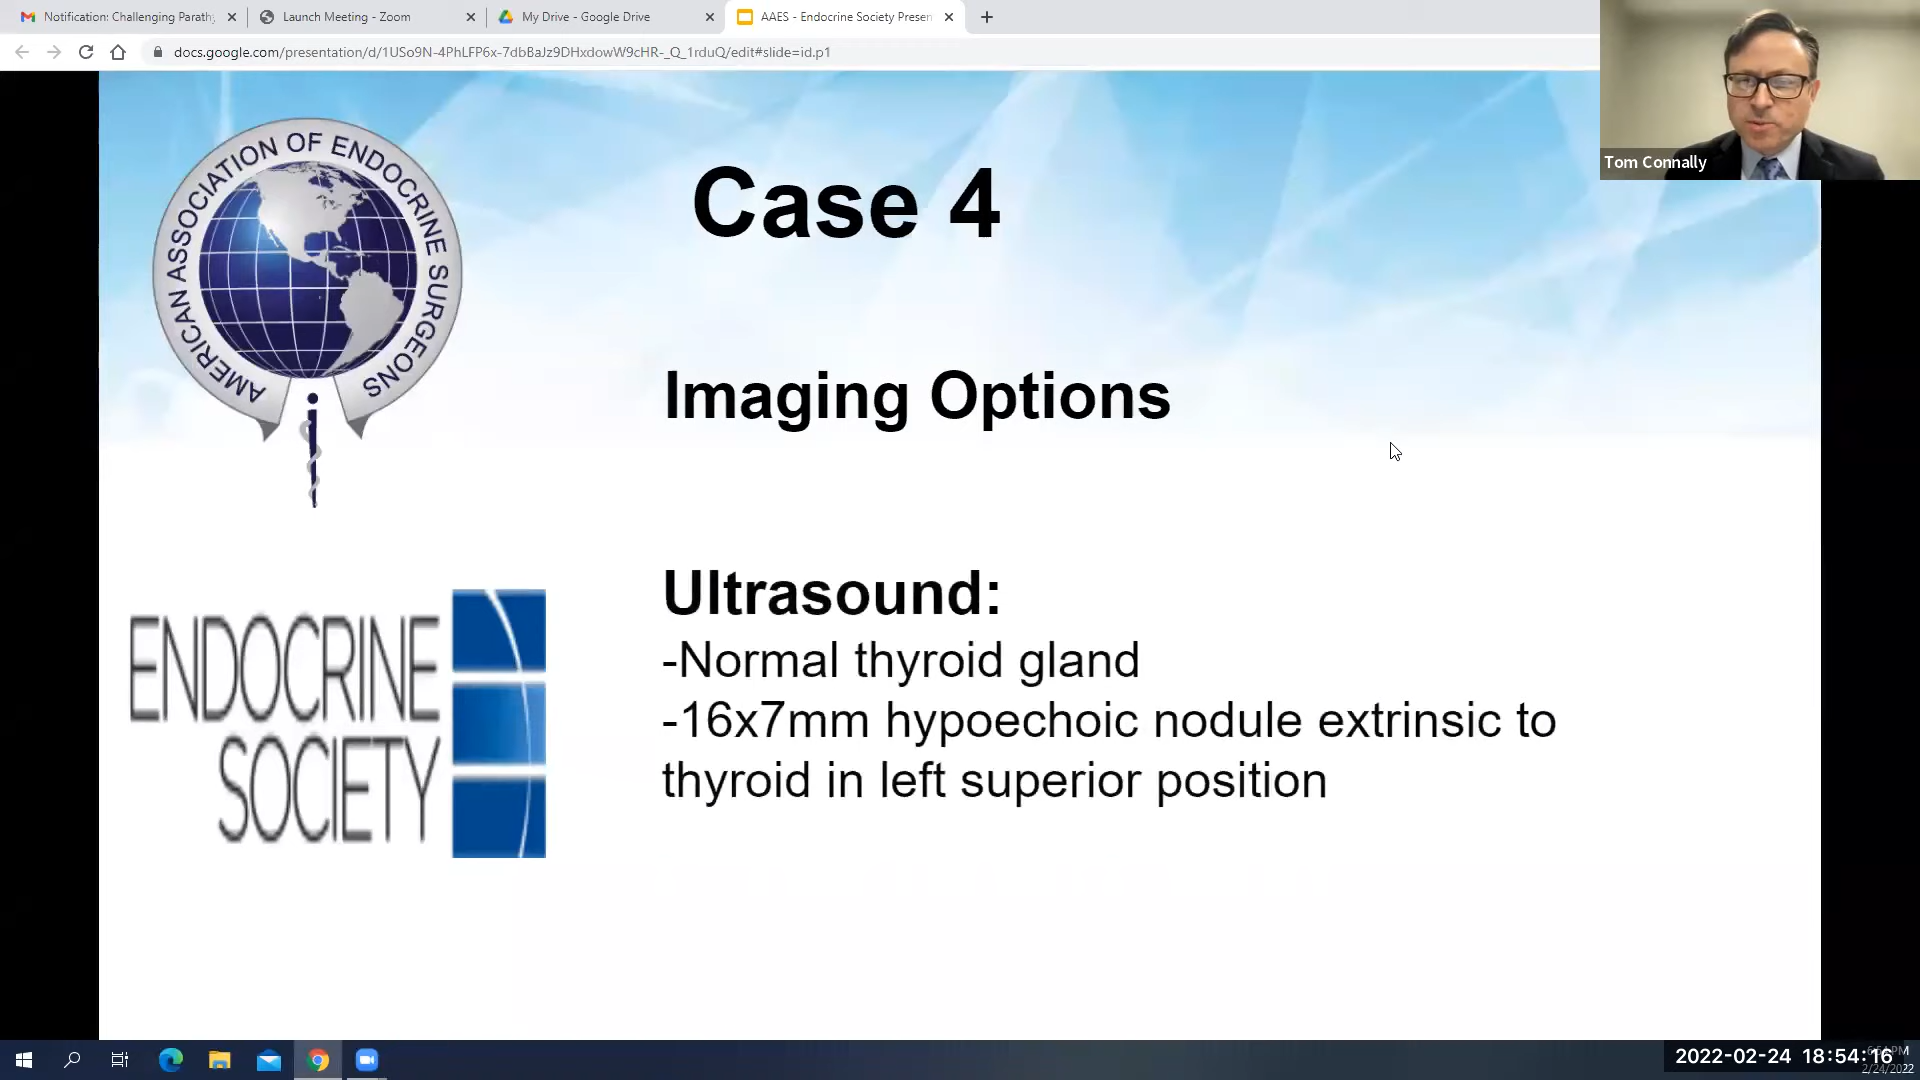 Notification: Challenging Parath
Launch Meeting - Zoom
My Drive - Google Drive
AAES - Endocrine Society Presen
docs.google.com/presentation/d/1USo9N-4PhLFP6x-7dbBaJz9DHxdowW9cHR-_Q_1rduQ/edit#slide=id.p1
Tom Connally
AMERICAN ASSOCIATION OF ENDOCRINE SURGEONS
Case 4
Imaging Options
ENDOCRINE
SOCIETY
Ultrasound:
-Normal thyroid gland
-16x7mm hypoechoic nodule extrinsic to
thyroid in left superior position
2022-02-24 18:54:16
2/24/2022